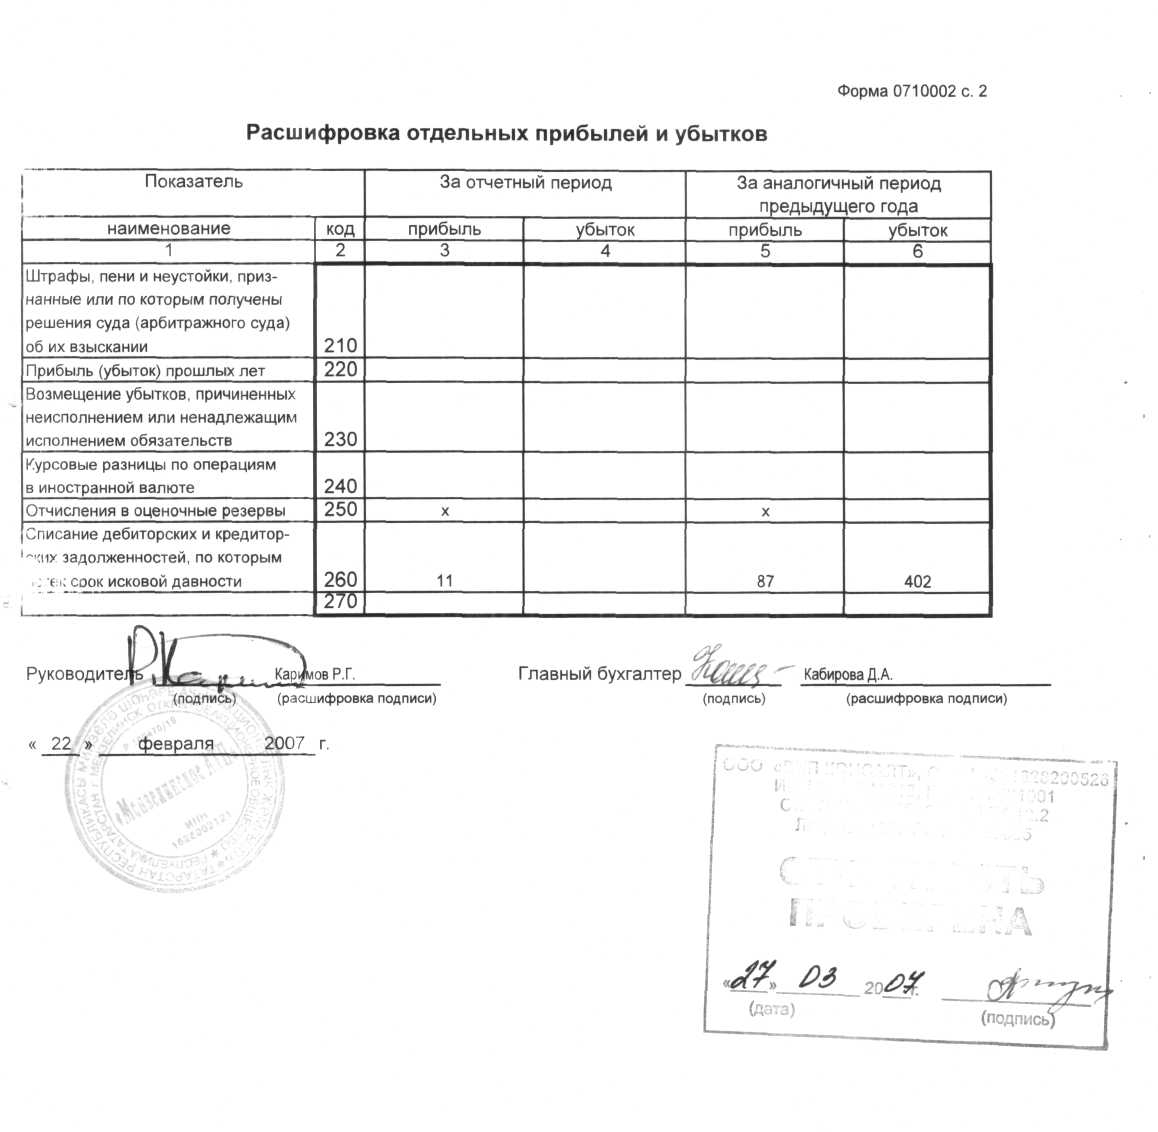 Форма 0710002 с. 2
Расшифровка отдельных прибылей и убытков
Показатель За отчетный период За аналогичный период
предыдущего года
наименование код прибыль убыток прибыль убыток
1 2 3 4 5 6
Штрафы, пени и неустойки, приз-
нанные или по которым получены
решения суда (арбитражного суда)
об их взыскании 210
Прибыль (убыток) прошлых лет 220
Возмещение убытков, причиненных
неисполнением или ненадлежащим
исполнением обязательств 230
Курсовые разницы по операциям
в иностранной валюте 240
Отчисления в оценочные резервы 250 х х
Списание дебиторских и кредитор-
ских задолженностей, по которым
истек срок исковой давности 260 11 87 402
270
Руководитель Каримов Р.Г. Главный бухгалтер Кабирова Д.А.
(подпись) (расшифровка подписи) (подпись) (расшифровка подписи)
« 22 » февраля 2007 г.
ООО
ПРОВЕРЕНА
«27» 03 2007г.
(дата) (подпись)